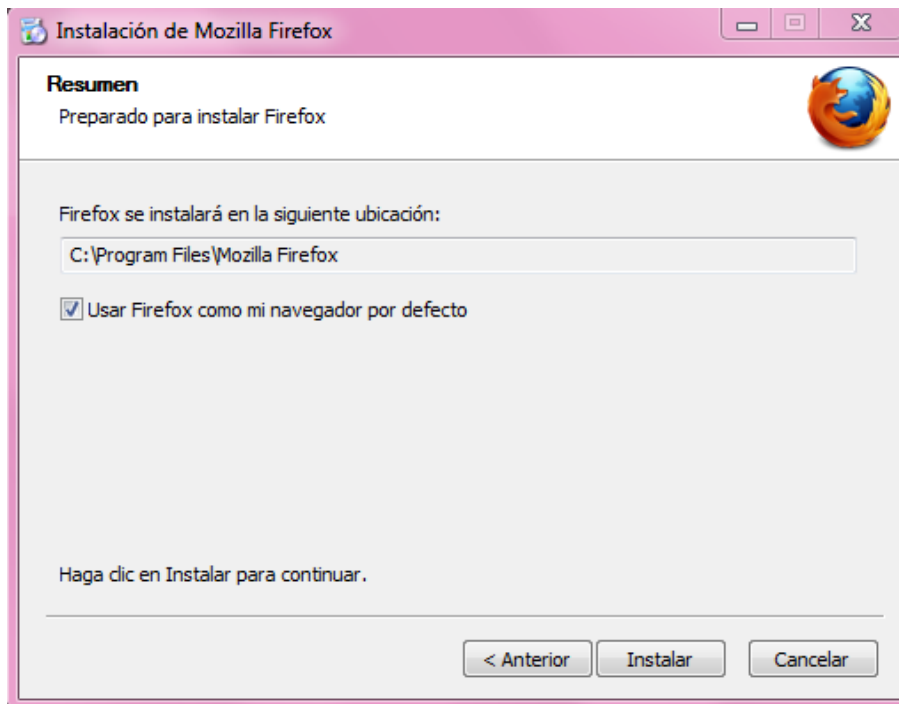 Instalación de Mozilla Firefox
Resumen
Preparado para instalar Firefox
Firefox se instalará en la siguiente ubicación:
C:\Program Files\Mozilla Firefox
Usar Firefox como mi navegador por defecto
Haga clic en Instalar para continuar.
< Anterior Instalar Cancelar